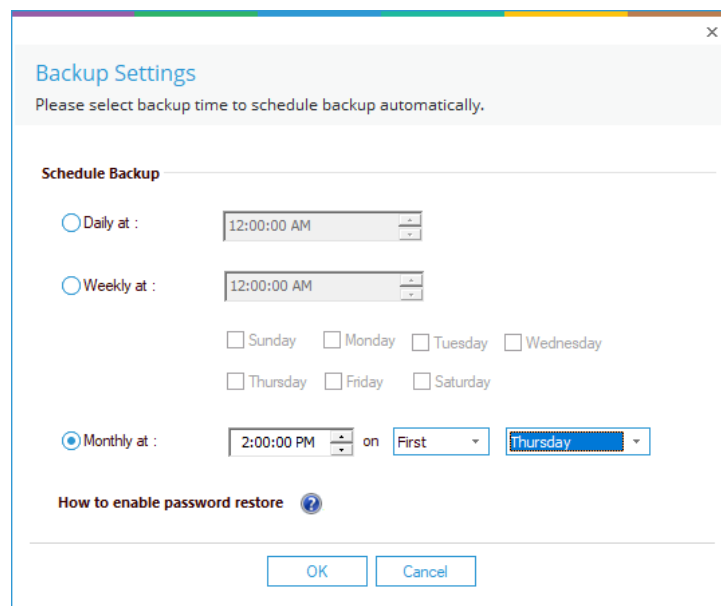 Backup Settings
Please select backup time to schedule backup automatically.
Schedule Backup
Daily at : 12:00:00 AM
Weekly at : 12:00:00 AM
Sunday Monday Tuesday Wednesday
Thursday Friday Saturday
Monthly at : 2:00:00 PM on First Thursday
How to enable password restore ?
OK Cancel